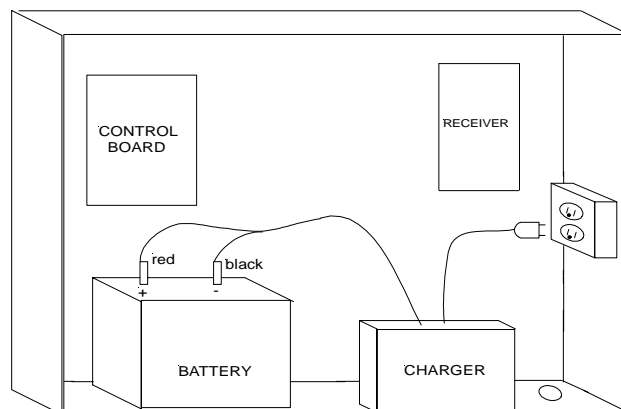 CONTROL
BOARD
RECEIVER
red
black
+
-
BATTERY
CHARGER